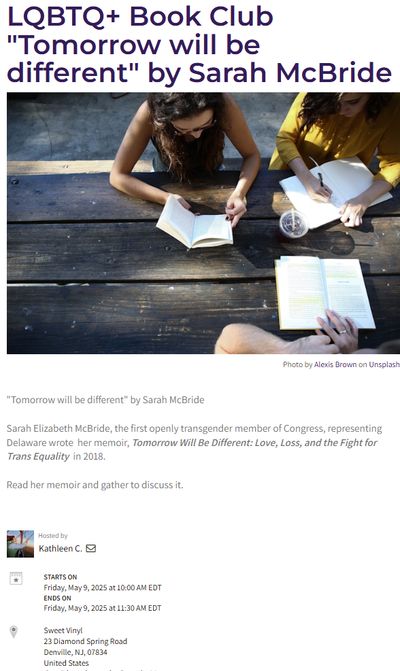 LQBTQ+ Book Club
"Tomorrow will be
different" by Sarah McBride
Photo by Alexis Brown on Unsplash
"Tomorrow will be different" by Sarah McBride
Sarah Elizabeth McBride, the first openly transgender member of Congress, representing
Delaware wrote her memoir, Tomorrow Will Be Different: Love, Loss, and the Fight for
Trans Equality in 2018.
Read her memoir and gather to discuss it.
Hosted by
Kathleen C.
STARTS ON
Friday, May 9, 2025 at 10:00 AM EDT
ENDS ON
Friday, May 9, 2025 at 11:30 AM EDT
Sweet Vinyl
23 Diamond Spring Road
Denville, NJ, 07834
United States